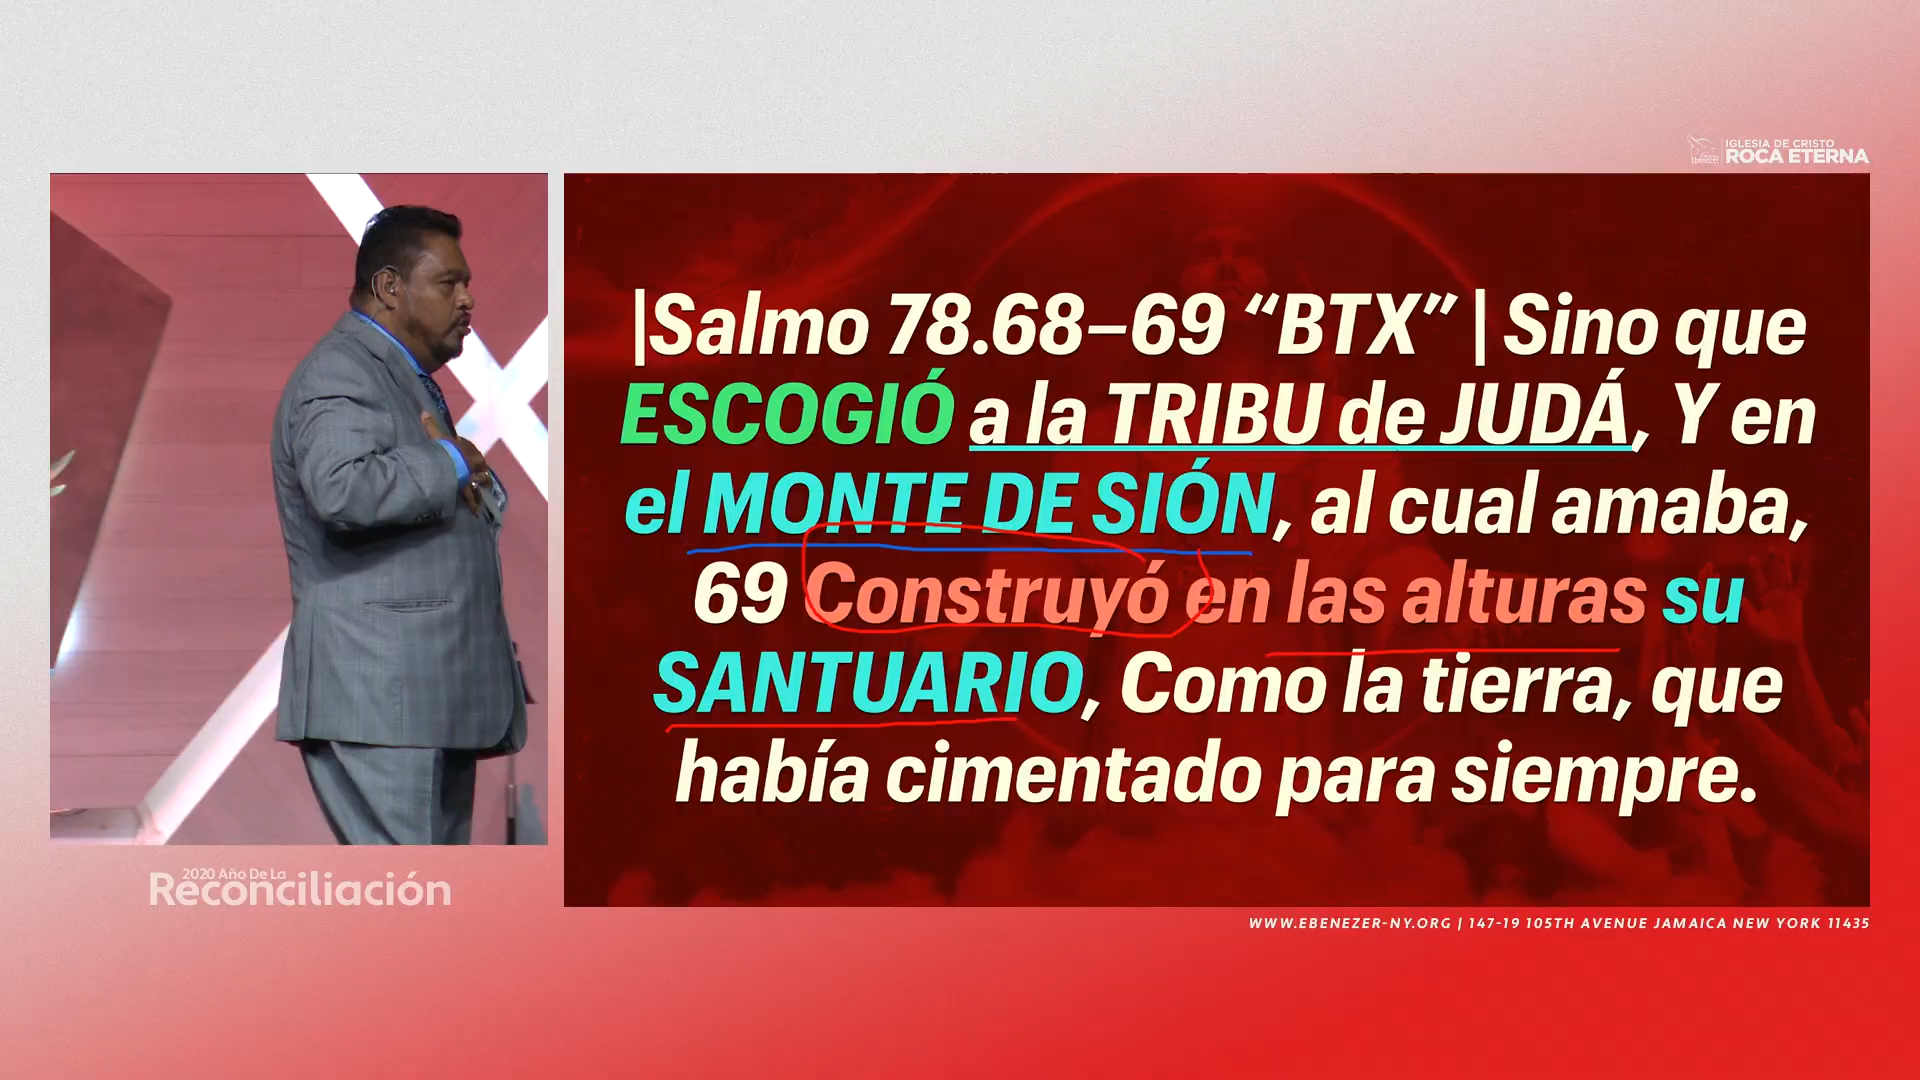 IGLESIA DE CRISTO
ROCA ETERNA
|Salmo 78.68–69 “BTX” | Sino que
ESCOGIÓ a la TRIBU de JUDÁ, Y en
el MONTE DE SIÓN, al cual amaba,
69 Construyó en las alturas su
SANTUARIO, Como la tierra, que
había cimentado para siempre.
2020 Año De La
Reconciliación
WWW.EBENEZER-NY.ORG | 147-19 105TH AVENUE JAMAICA NEW YORK 11435